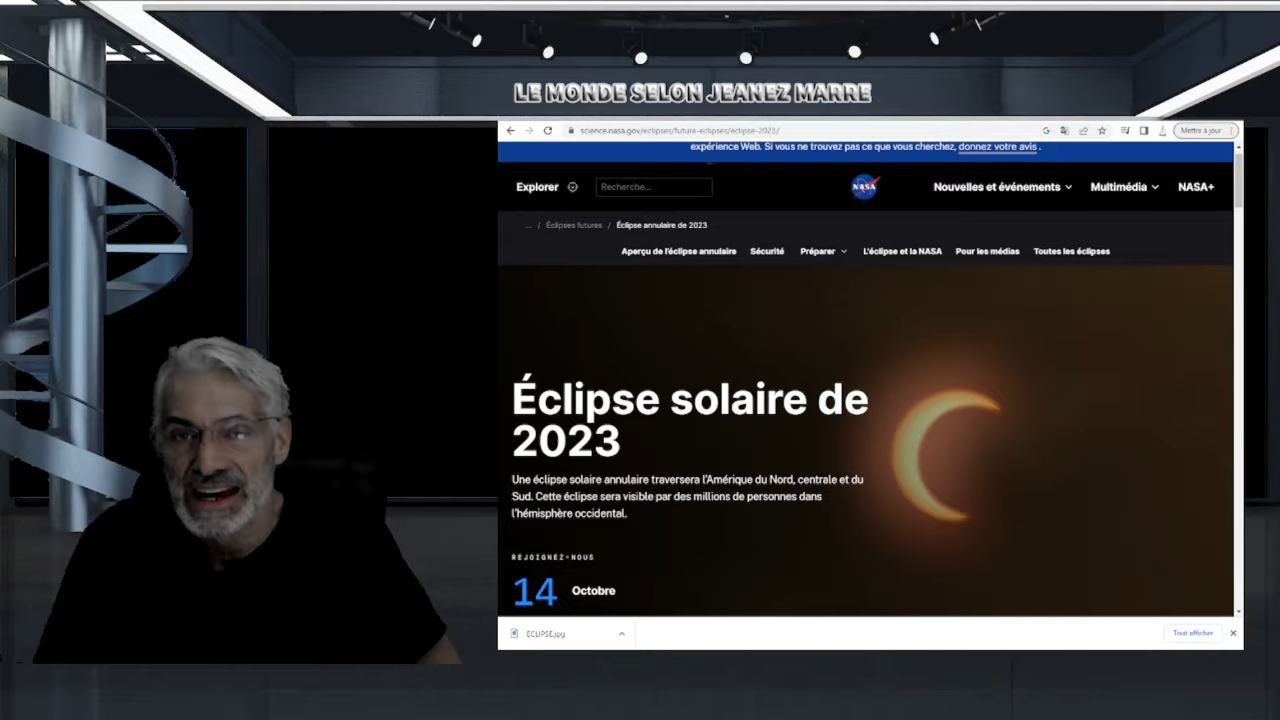 LE MONDE SELON JEANEZ MARRE
science.nasa.gov/eclipses/future-eclipses/eclipse-2023/
Mettre à jour
expérience Web. Si vous ne trouvez pas ce que vous cherchez, donnez votre avis .
Explorer
Recherche...
NASA
Nouvelles et événements
Multimédia
NASA+
... / Éclipses futures / Éclipse annulaire de 2023
Aperçu de l'éclipse annulaire
Sécurité
Préparer
L'éclipse et la NASA
Pour les médias
Toutes les éclipses
Éclipse solaire de
2023
Une éclipse solaire annulaire traversera l'Amérique du Nord, centrale et du
Sud. Cette éclipse sera visible par des millions de personnes dans
l'hémisphère occidental.
REJOIGNEZ-NOUS
14 Octobre
ECLIPSE.jpg
Tout afficher